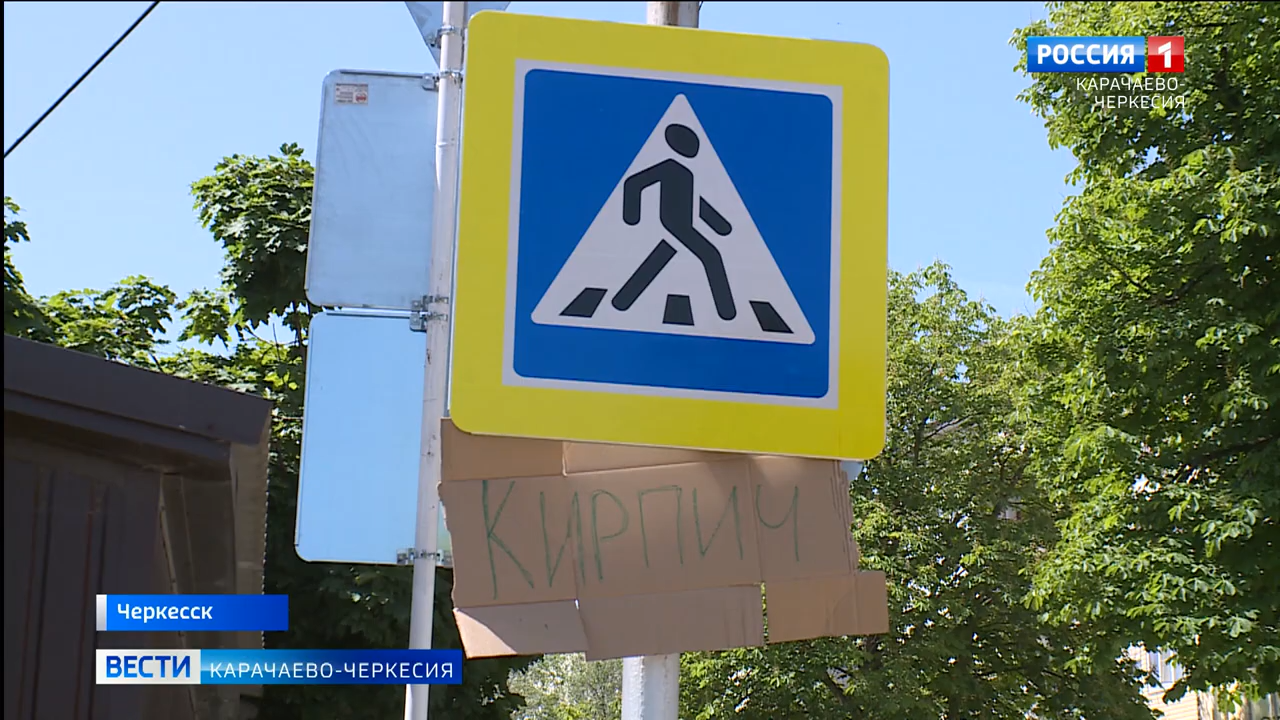 РОССИЯ 1
КАРАЧАЕВО-
ЧЕРКЕСИЯ
КИРПИЧ
Черкесск
ВЕСТИ КАРАЧАЕВО-ЧЕРКЕСИЯ